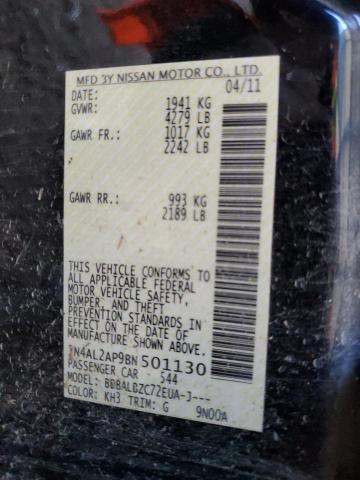 MFD BY NISSAN MOTOR CO., LTD.
DATE: 04/11
GVWR: 1941 KG
4279 LB
GAWR FR.: 1017 KG
2242 LB
GAWR RR.: 993 KG
2189 LB
THIS VEHICLE CONFORMS TO
ALL APPLICABLE FEDERAL
MOTOR VEHICLE SAFETY,
BUMPER, AND THEFT
PREVENTION STANDARDS
IN EFFECT ON THE DATE OF
MANUFACTURE SHOWN
ABOVE.
1N4AL2AP9BN501130
PASSENGER CAR 544
MODEL: BDBALBZC72EUA-J---
COLOR: KH3 TRIM: G 9N00A